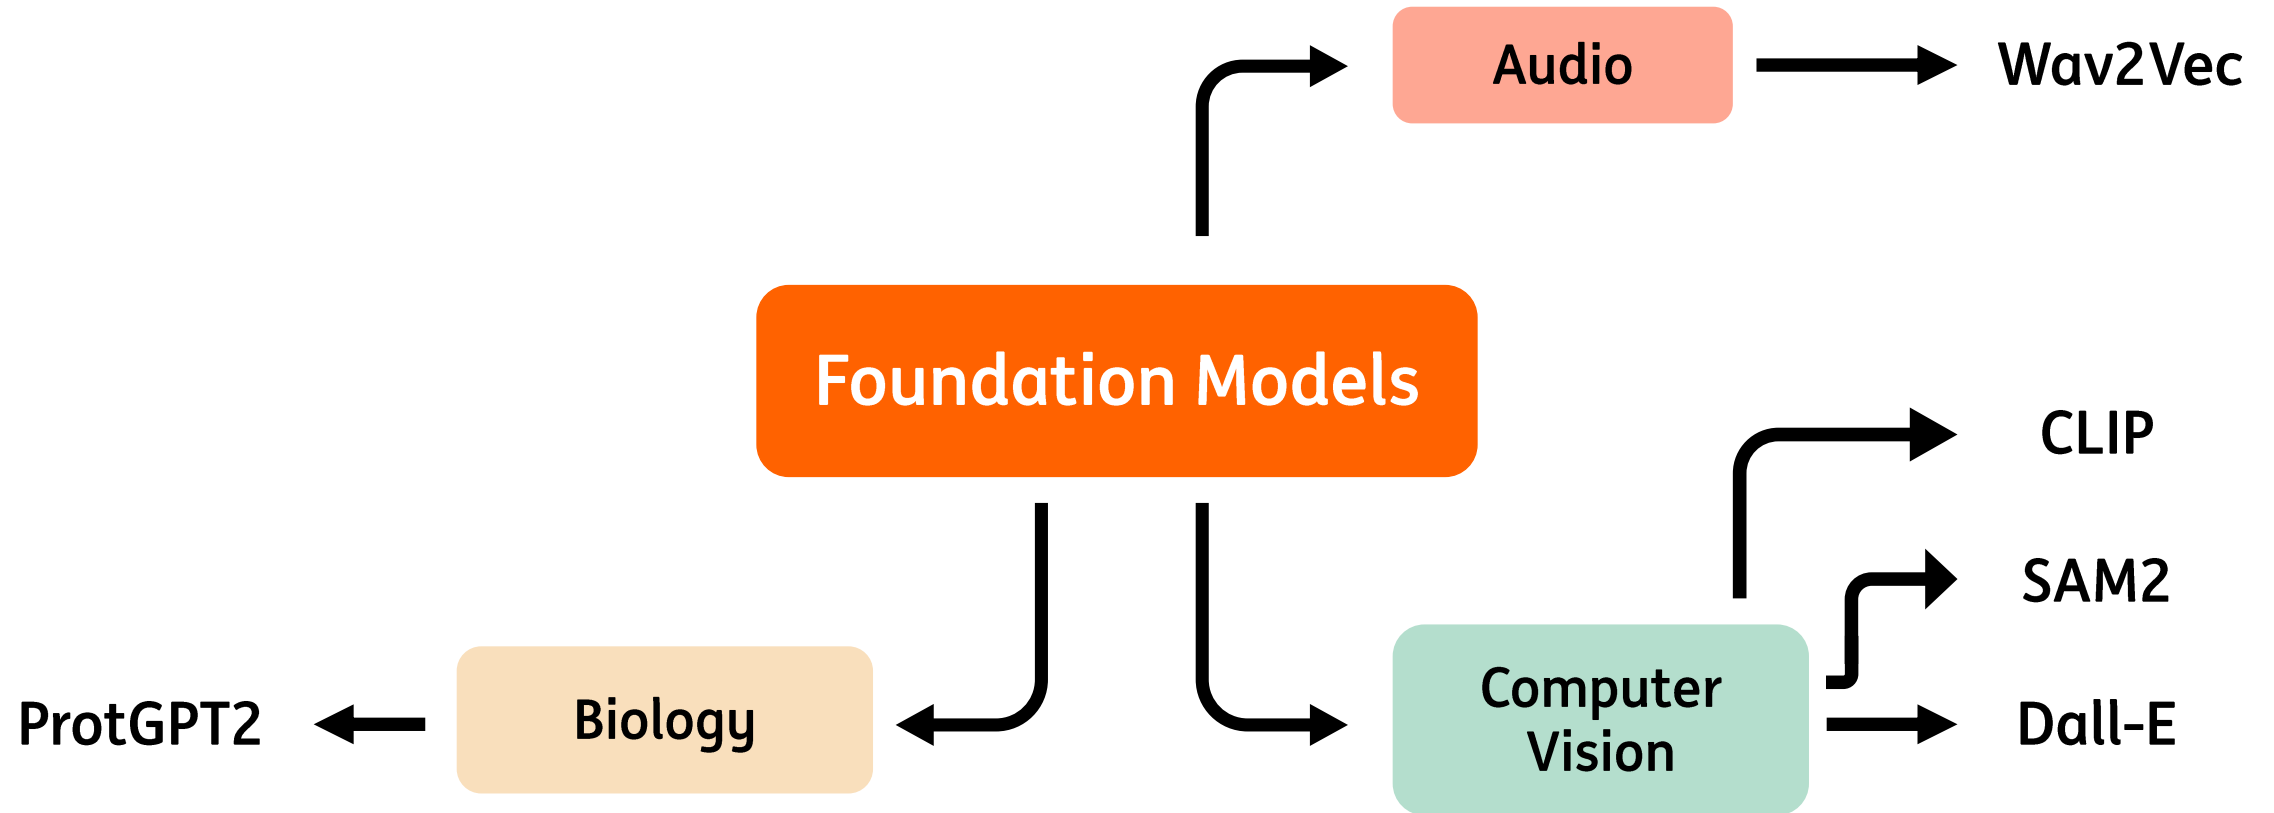 Audio
Wav2Vec
Foundation Models
CLIP
SAM2
Computer
Vision
Dall-E
Biology
ProtGPT2